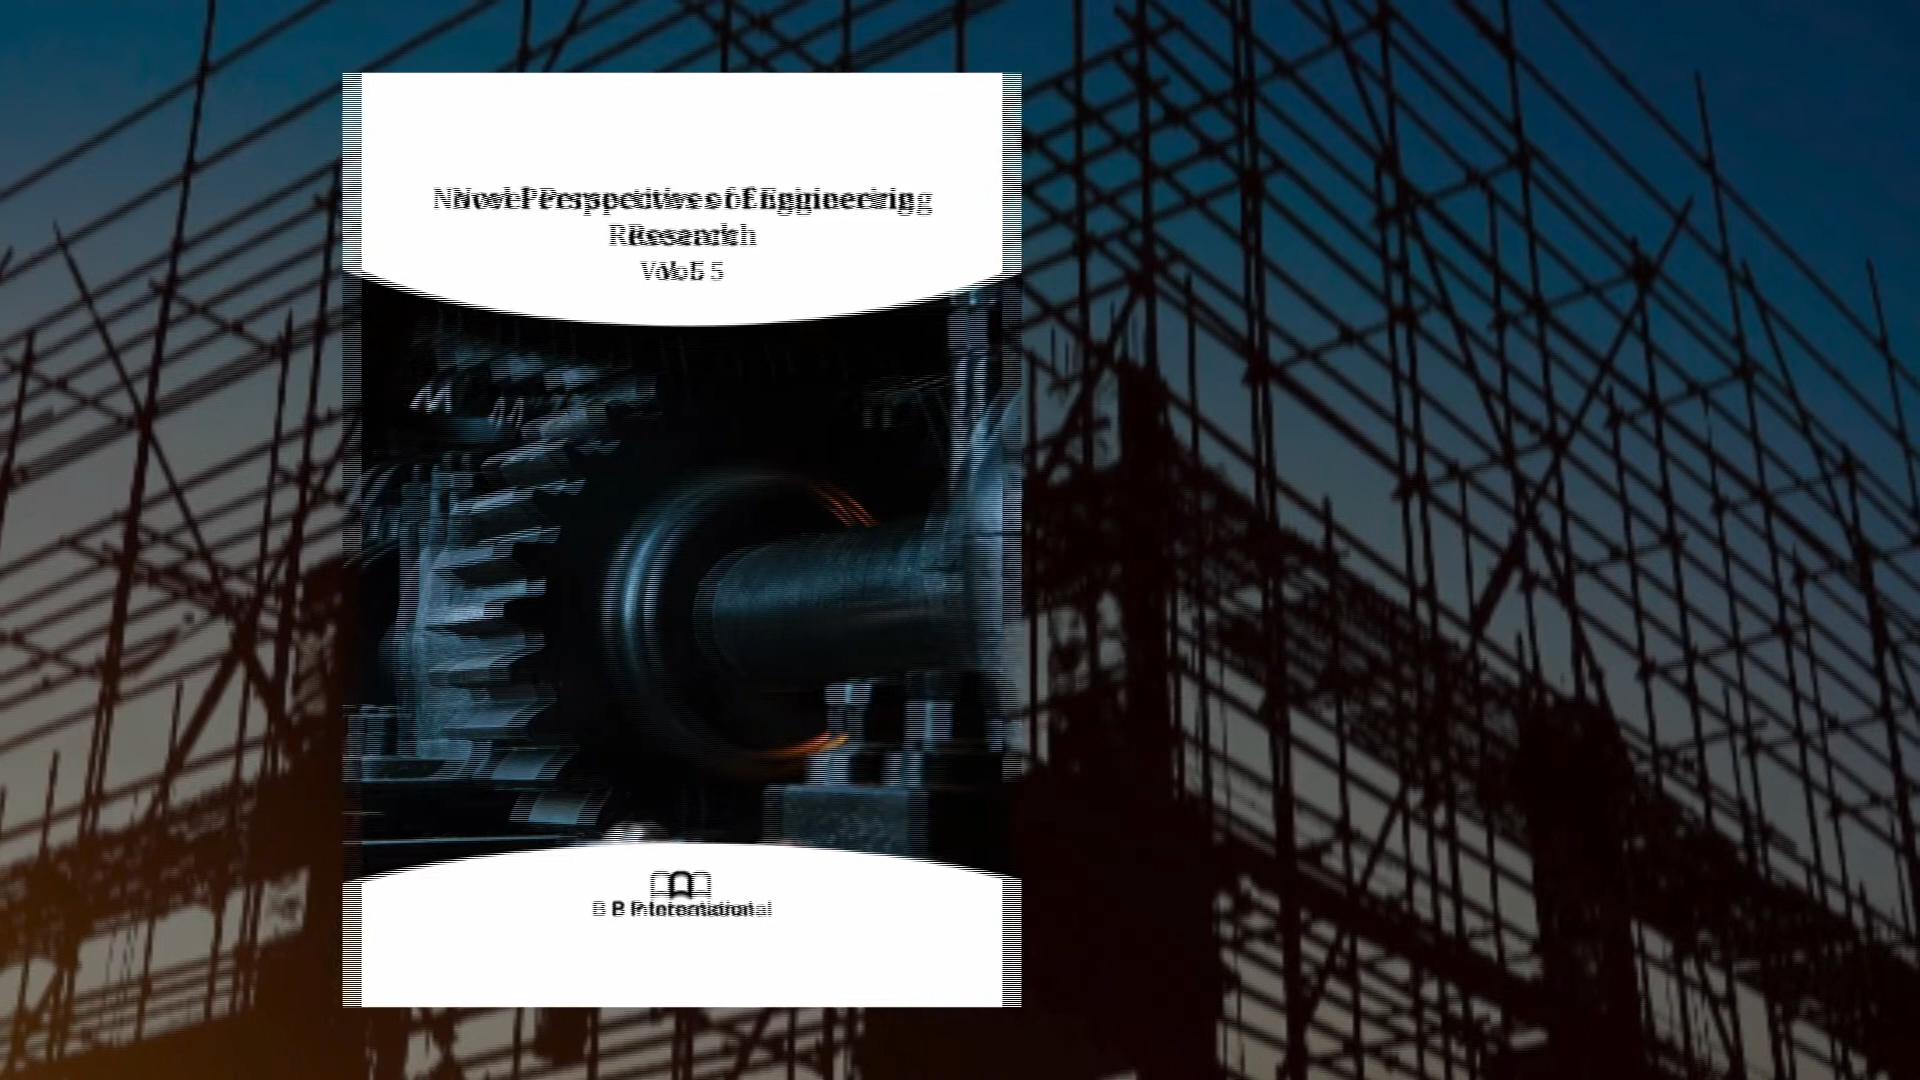 Novel Perspectives of Engineering
Research
Vol. 5
B P International